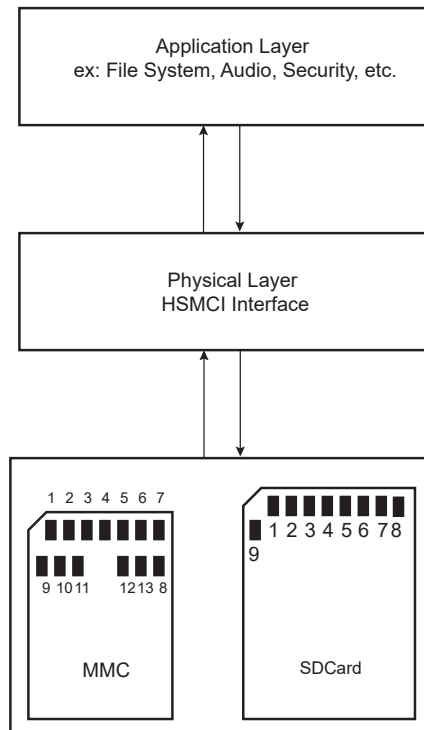 Application Layer
ex: File System, Audio, Security, etc.
Physical Layer
HSMCI Interface
1 2 3 4 5 6 7
9 10 11 12 13 8
MMC
1 2 3 4 5 6 7 8
9
SDCard